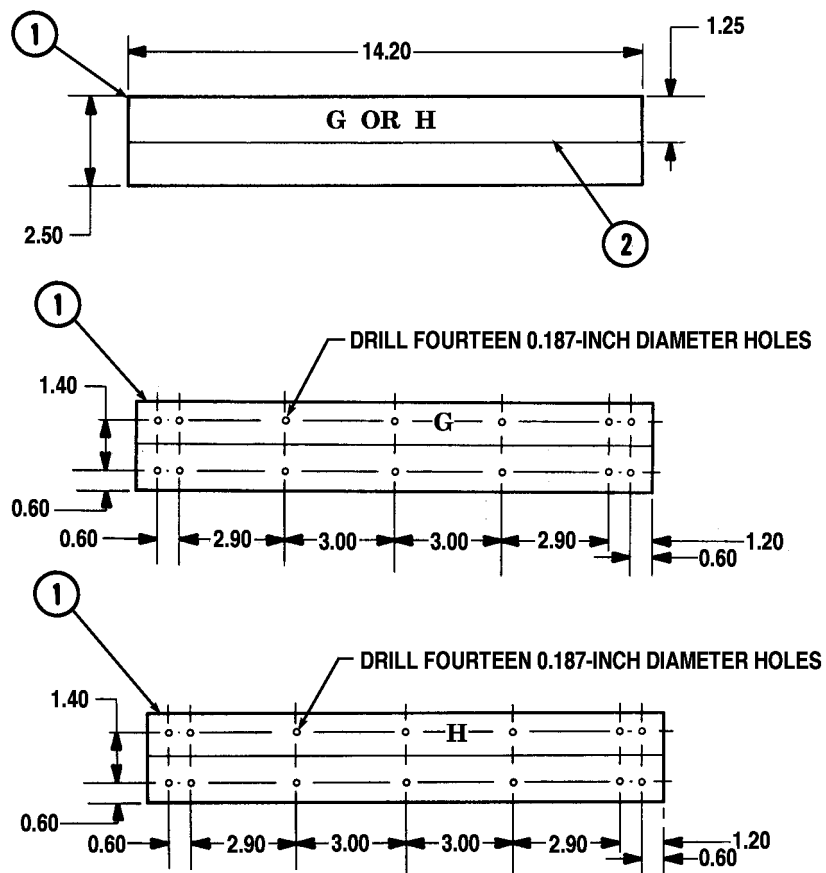 1
14.20
1.25
G OR H
2.50
2
1
DRILL FOURTEEN 0.187-INCH DIAMETER HOLES
1.40
G
0.60
0.60 2.90 3.00 3.00 2.90 1.20
0.60
1
DRILL FOURTEEN 0.187-INCH DIAMETER HOLES
1.40
H
0.60
0.60 2.90 3.00 3.00 2.90 1.20
0.60